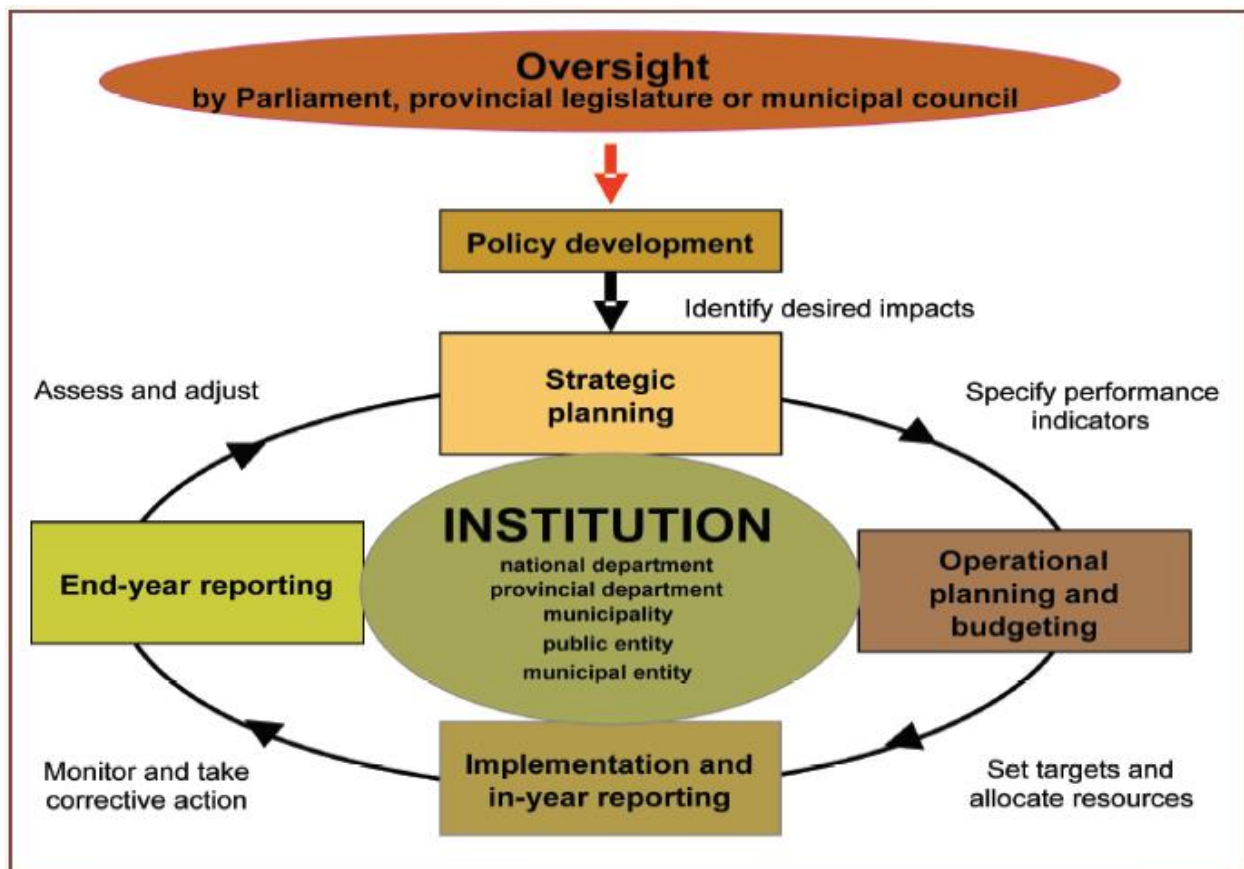 Oversight
by Parliament, provincial legislature or municipal council
Policy development
Identify desired impacts
Strategic
planning
Assess and adjust
Specify performance
indicators
INSTITUTION
national department
provincial department
municipality
public entity
municipal entity
End-year reporting
Operational
planning and
budgeting
Implementation and
in-year reporting
Monitor and take
corrective action
Set targets and
allocate resources